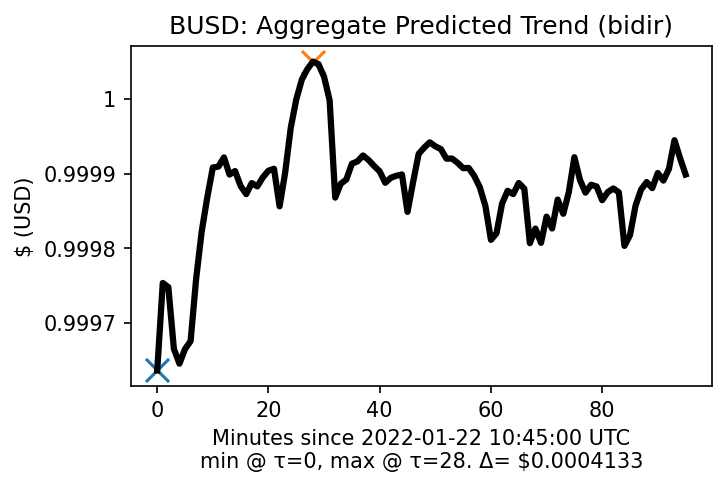 BUSD: Aggregate Predicted Trend (bidir)
$ (USD)
1
0.9999
0.9998
0.9997
0
20
40
60
80
Minutes since 2022-01-22 10:45:00 UTC
min @ τ=0, max @ τ=28. Δ= $0.0004133